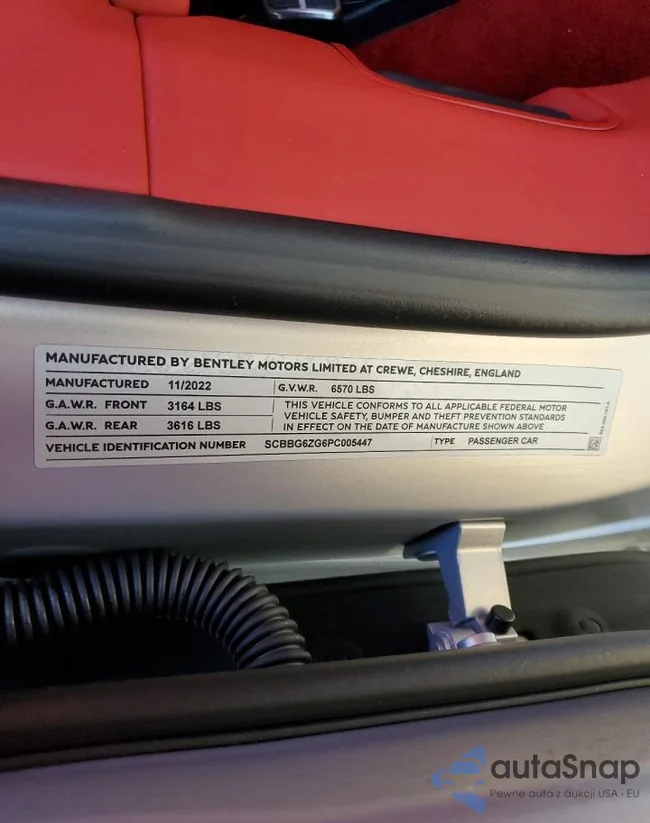 MANUFACTURED BY BENTLEY MOTORS LIMITED AT CREWE, CHESHIRE, ENGLAND
MANUFACTURED 11/2022 G.V.W.R. 6570 LBS
G.A.W.R. FRONT 3164 LBS
G.A.W.R. REAR 3616 LBS
THIS VEHICLE CONFORMS TO ALL APPLICABLE FEDERAL MOTOR
VEHICLE SAFETY, BUMPER AND THEFT PREVENTION STANDARDS
IN EFFECT ON THE DATE OF MANUFACTURE SHOWN ABOVE
VEHICLE IDENTIFICATION NUMBER SCBBG6ZG6PC005447 TYPE PASSENGER CAR
autaSnap
Pewne auta z aukcji USA i EU